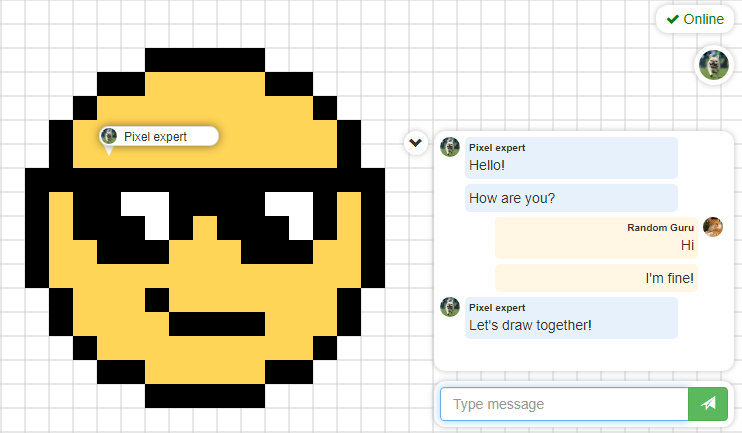 Online
Pixel expert
Pixel expert
Hello!
How are you?
Random Guru
Hi
I'm fine!
Pixel expert
Let's draw together!
Type message